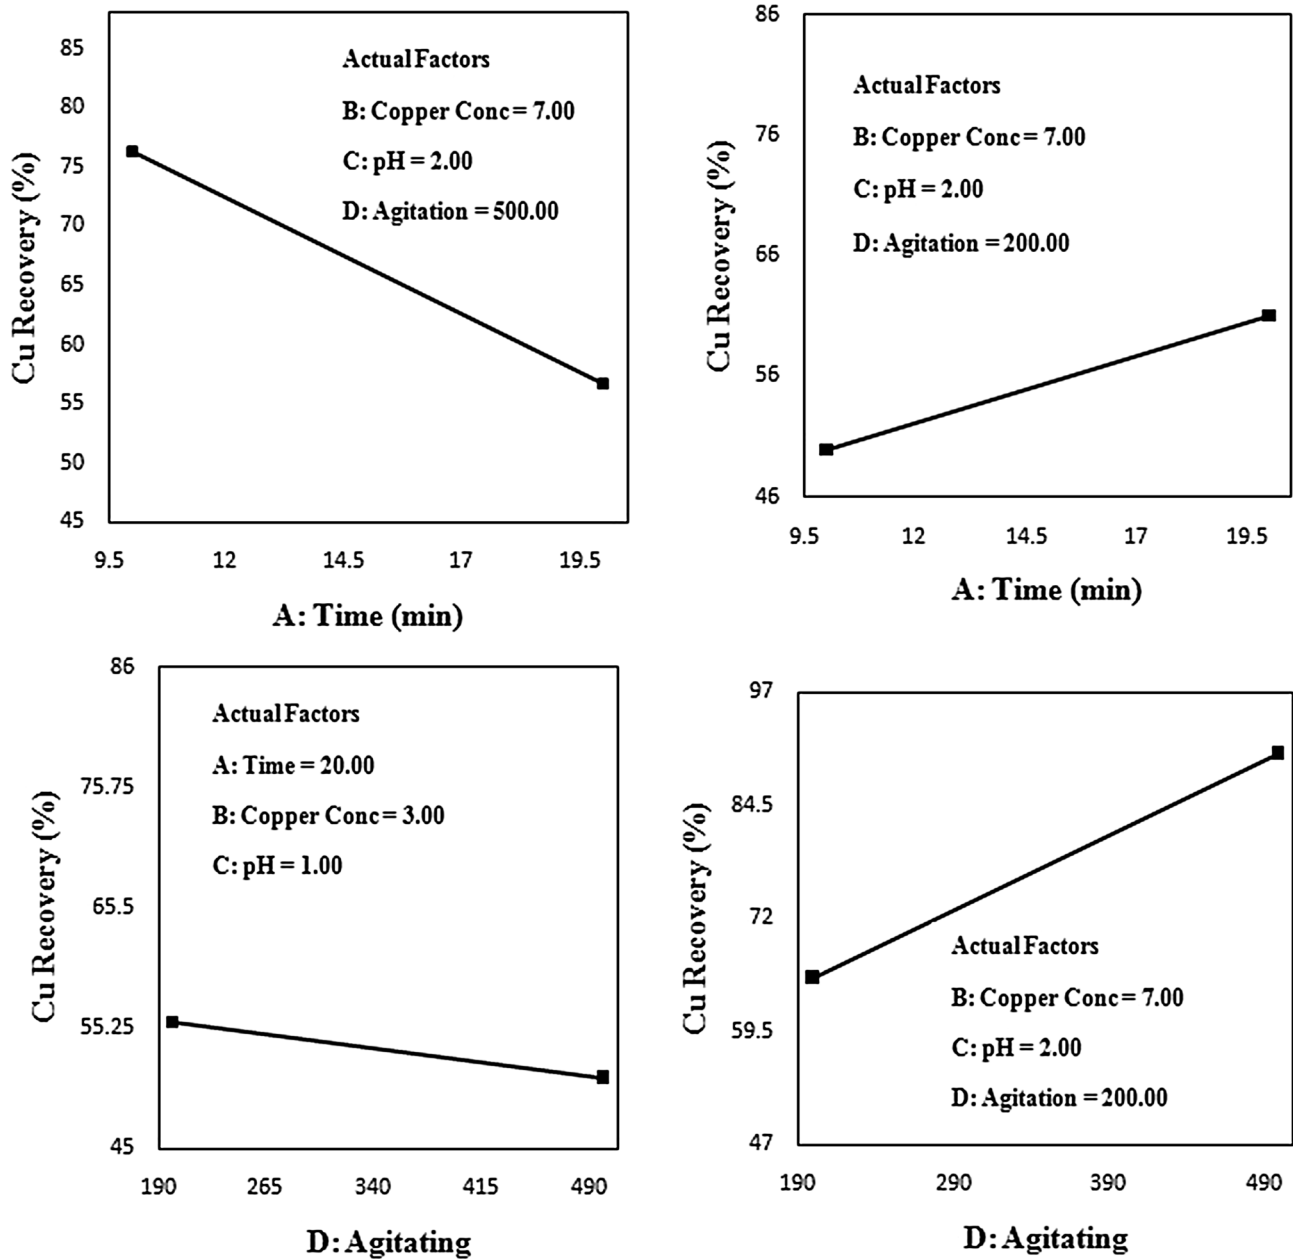 85
80
75
70
65
60
55
50
45
Cu Recovery (%)
Actual Factors
B: Copper Conc = 7.00
C: pH = 2.00
D: Agitation = 500.00
9.5 12 14.5 17 19.5
A: Time (min)
86
76
66
56
46
Cu Recovery (%)
Actual Factors
B: Copper Conc = 7.00
C: pH = 2.00
D: Agitation = 200.00
9.5 12 14.5 17 19.5
A: Time (min)
86
75.75
65.5
55.25
45
Cu Recovery (%)
Actual Factors
A: Time = 20.00
B: Copper Conc = 3.00
C: pH = 1.00
190 265 340 415 490
D: Agitating
97
84.5
72
59.5
47
Cu Recovery (%)
Actual Factors
B: Copper Conc = 7.00
C: pH = 2.00
D: Agitation = 200.00
190 290 390 490
D: Agitating